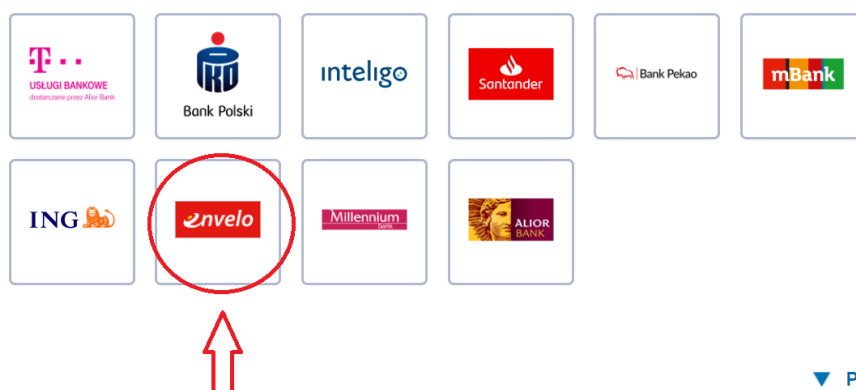 T··
USŁUGI BANKOWE
dostarczane przez Alior Bank
PKO
Bank Polski
inteligo
Santander
Bank Pekao
mBank
ING
envelo
Millennium
bank
ALIOR
BANK
P